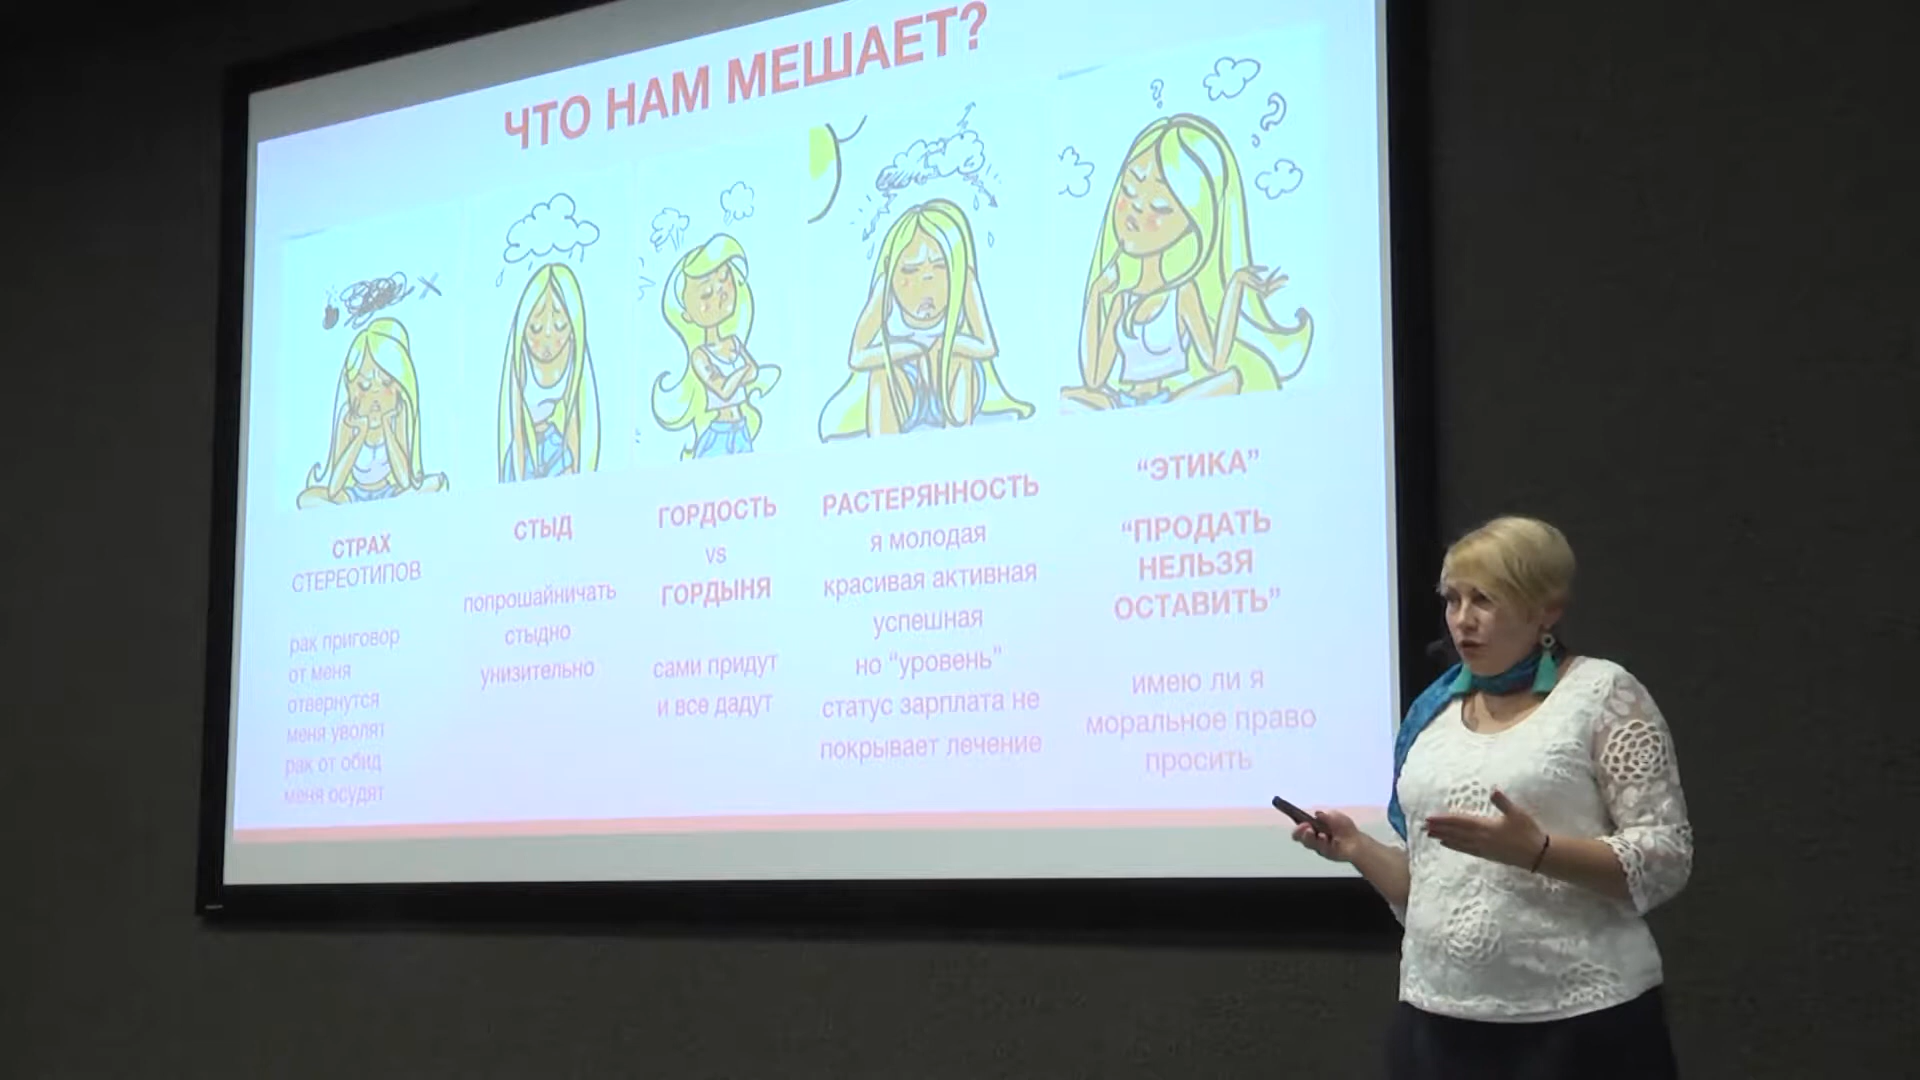 ЧТО НАМ МЕШАЕТ?
СТРАХ
СТЕРЕОТИПОВ
рак приговор
от меня
отвернутся
меня уволят
рак от обид
меня осудят
СТЫД
попрошайничать
стыдно
унизительно
ГОРДОСТЬ
vs
ГОРДЫНЯ
сами придут
и все дадут
РАСТЕРЯННОСТЬ
я молодая
красивая активная
успешная
но “уровень”
статус зарплата не
покрывает лечение
“ЭТИКА”
“ПРОДАТЬ
НЕЛЬЗЯ
ОСТАВИТЬ”
имею ли я
моральное право
просить